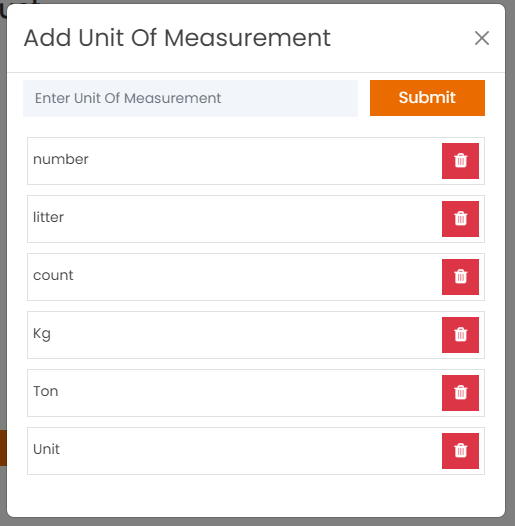 Add Unit Of Measurement
Enter Unit Of Measurement
Submit
number
litter
count
Kg
Ton
Unit